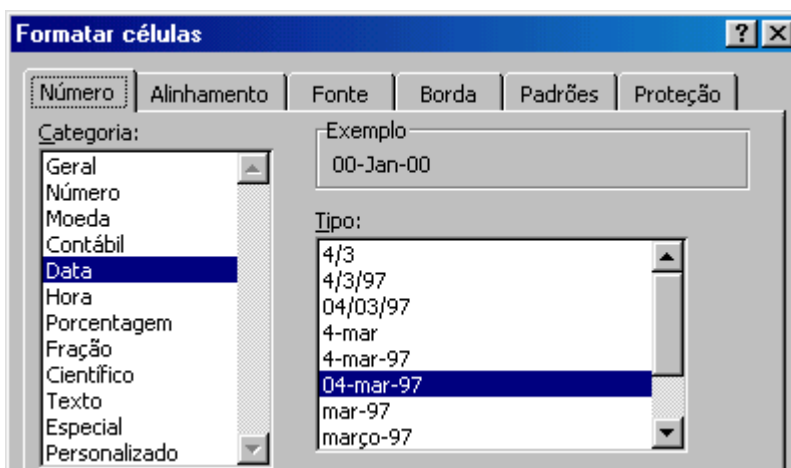 Formatar células
Número Alinhamento Fonte Borda Padrões Proteção
Categoria:
Geral
Número
Moeda
Contábil
Data
Hora
Porcentagem
Fração
Científico
Texto
Especial
Personalizado
Exemplo
00-Jan-00
Tipo:
4/3
4/3/97
04/03/97
4-mar
4-mar-97
04-mar-97
mar-97
março-97